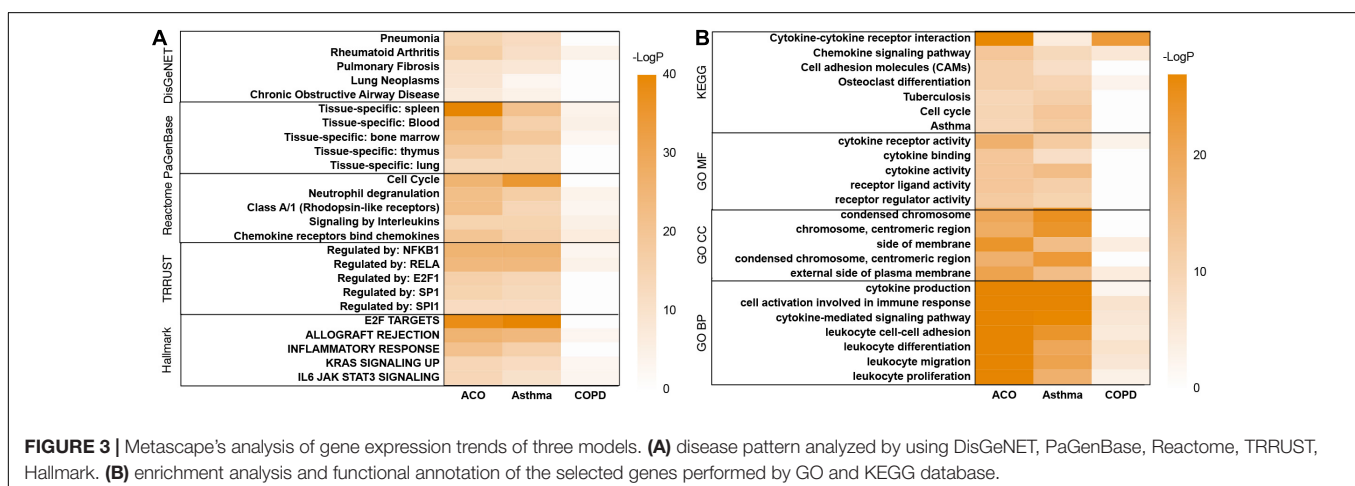 A
DisGeNET
Pneumonia
Rheumatoid Arthritis
Pulmonary Fibrosis
Lung Neoplasms
Chronic Obstructive Airway Disease
PaGenBase
Tissue-specific: spleen
Tissue-specific: Blood
Tissue-specific: bone marrow
Tissue-specific: thymus
Tissue-specific: lung
Reactome
Cell Cycle
Neutrophil degranulation
Class A/1 (Rhodopsin-like receptors)
Signaling by Interleukins
Chemokine receptors bind chemokines
TRRUST
Regulated by: NFKB1
Regulated by: RELA
Regulated by: E2F1
Regulated by: SP1
Regulated by: SPI1
Hallmark
E2F TARGETS
ALLOGRAFT REJECTION
INFLAMMATORY RESPONSE
KRAS SIGNALING UP
IL6 JAK STAT3 SIGNALING
ACO Asthma COPD
-LogP
40
30
20
10
0
B
KEGG
Cytokine-cytokine receptor interaction
Chemokine signaling pathway
Cell adhesion molecules (CAMs)
Osteoclast differentiation
Tuberculosis
Cell cycle
Asthma
GO MF
cytokine receptor activity
cytokine binding
cytokine activity
receptor ligand activity
receptor regulator activity
GO CC
condensed chromosome
chromosome, centromeric region
side of membrane
condensed chromosome, centromeric region
external side of plasma membrane
GO BP
cytokine production
cell activation involved in immune response
cytokine-mediated signaling pathway
leukocyte cell-cell adhesion
leukocyte differentiation
leukocyte migration
leukocyte proliferation
ACO Asthma COPD
-LogP
20
10
0
FIGURE 3 | Metascape's analysis of gene expression trends of three models. (A) disease pattern analyzed by using DisGeNET, PaGenBase, Reactome, TRRUST,
Hallmark. (B) enrichment analysis and functional annotation of the selected genes performed by GO and KEGG database.